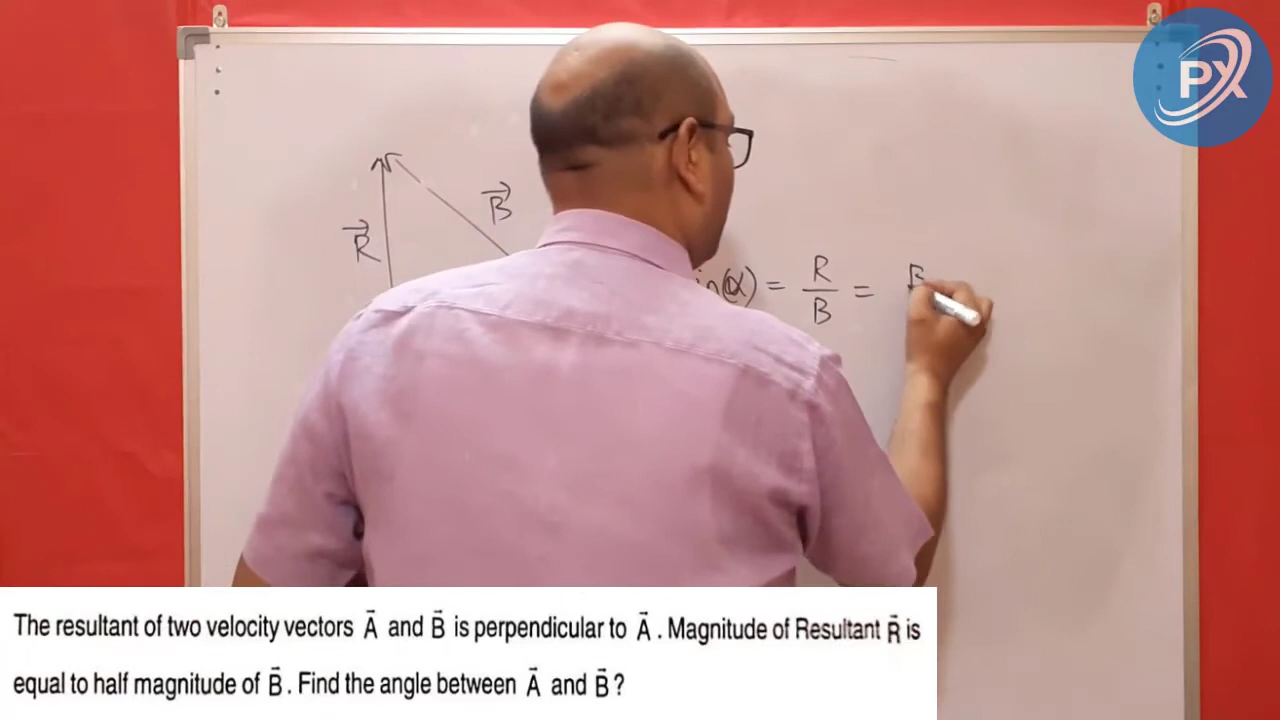 PX
R⃗
B⃗
in(α) = R/B =
The resultant of two velocity vectors A⃗ and B⃗ is perpendicular to A⃗. Magnitude of Resultant R⃗ is
equal to half magnitude of B⃗. Find the angle between A⃗ and B⃗?